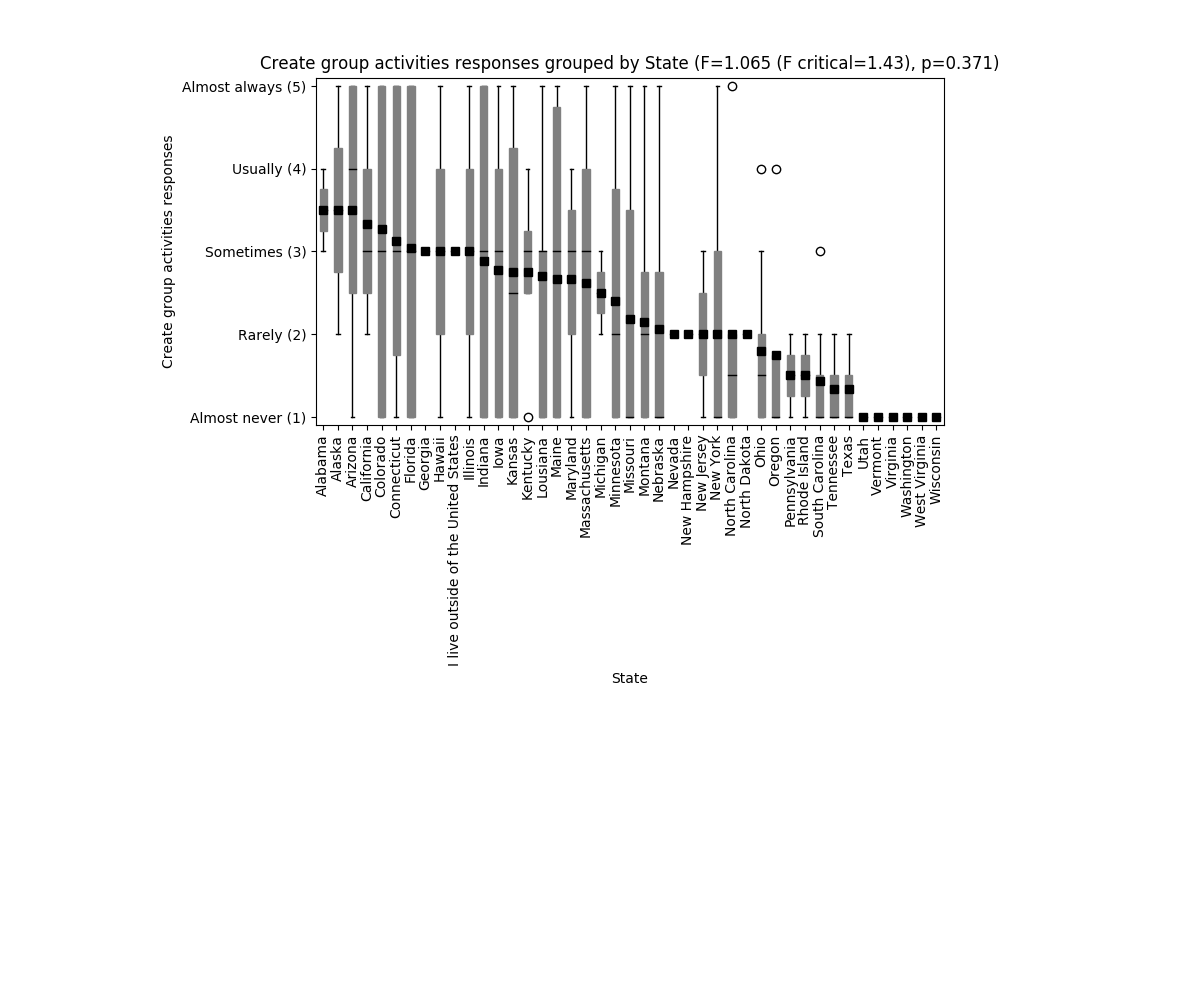 Create group activities responses grouped by State (F=1.065 (F critical=1.43), p=0.371)
Create group activities responses
Almost always (5)
Usually (4)
Sometimes (3)
Rarely (2)
Almost never (1)
Alabama
Alaska
Arizona
California
Colorado
Connecticut
Florida
Georgia
Hawaii
I live outside of the United States
Illinois
Indiana
Iowa
Kansas
Kentucky
Lousiana
Maine
Maryland
Massachusetts
Michigan
Minnesota
Missouri
Montana
Nebraska
Nevada
New Hampshire
New Jersey
New York
North Carolina
North Dakota
Ohio
Oregon
Pennsylvania
Rhode Island
South Carolina
Tennessee
Texas
Utah
Vermont
Virginia
Washington
West Virginia
Wisconsin
State